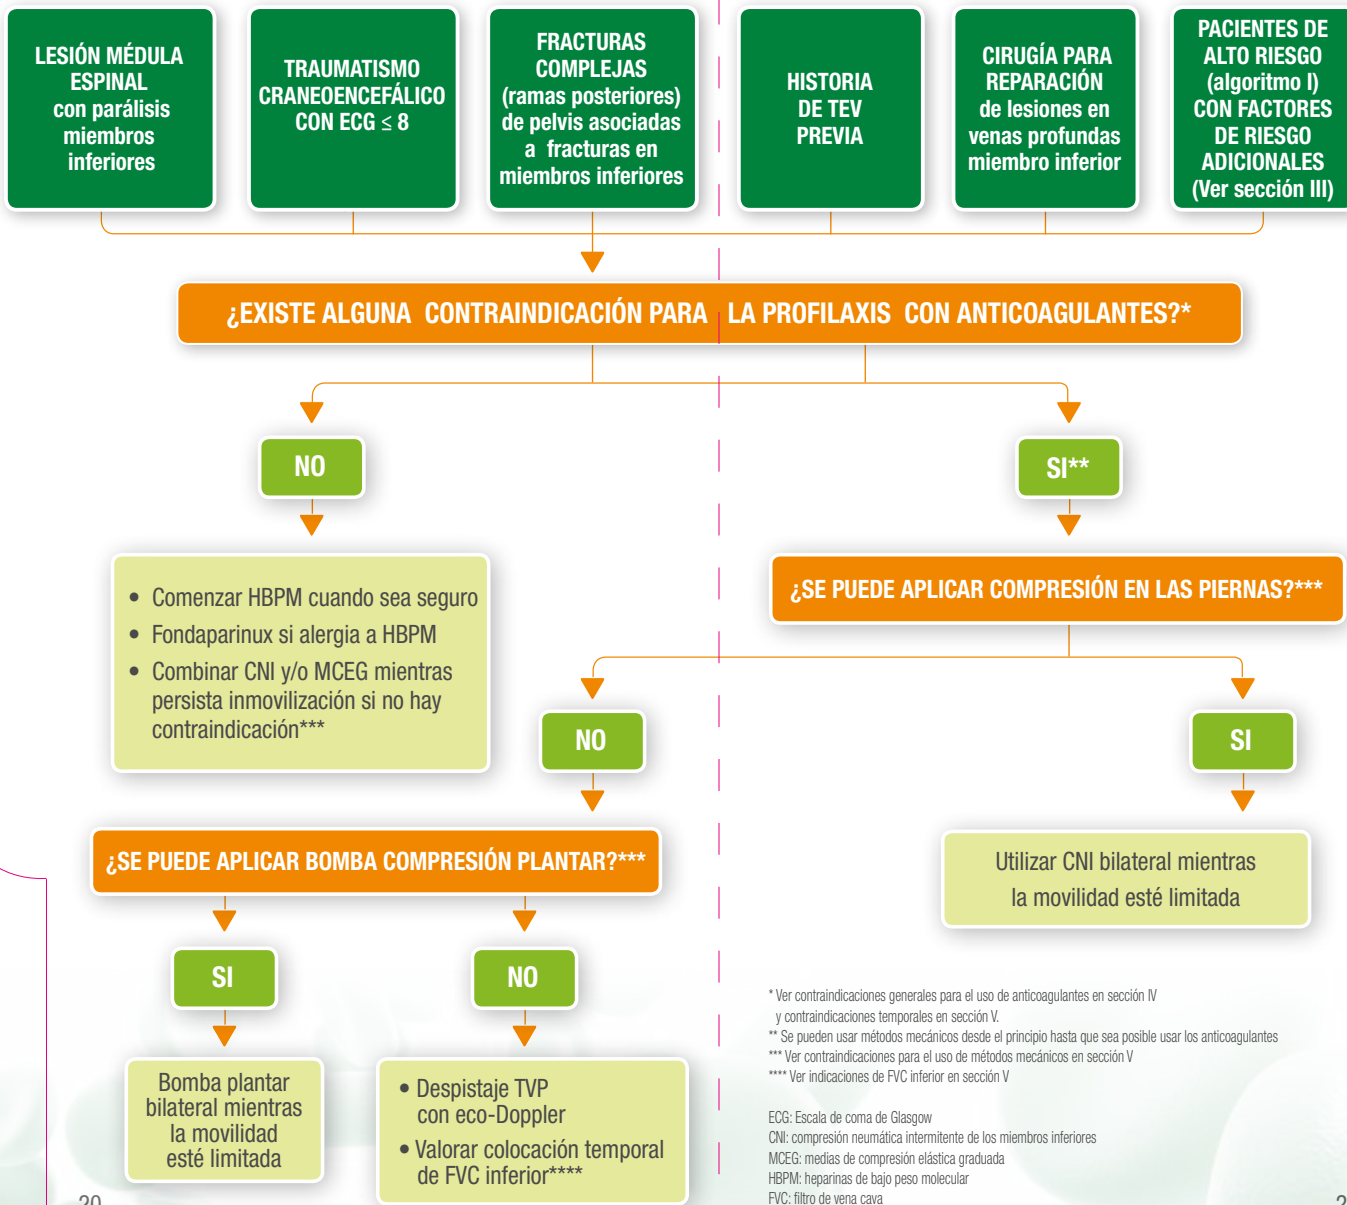 LESIÓN MÉDULA
ESPINAL
con parálisis
miembros
inferiores
TRAUMATISMO
CRANEOENCEFÁLICO
CON ECG ≤ 8
FRACTURAS
COMPLEJAS
(ramas posteriores)
de pelvis asociadas
a fracturas en
miembros inferiores
HISTORIA
DE TEV
PREVIA
CIRUGÍA PARA
REPARACIÓN
de lesiones en
venas profundas
miembro inferior
PACIENTES DE
ALTO RIESGO
(algoritmo I)
CON FACTORES
DE RIESGO
ADICIONALES
(Ver sección III)
¿EXISTE ALGUNA CONTRAINDICACIÓN PARA LA PROFILAXIS CON ANTICOAGULANTES?*
NO
SI**
• Comenzar HBPM cuando sea seguro
• Fondaparinux si alergia a HBPM
• Combinar CNI y/o MCEG mientras
persista inmovilización si no hay
contraindicación***
¿SE PUEDE APLICAR COMPRESIÓN EN LAS PIERNAS?***
NO
SI
¿SE PUEDE APLICAR BOMBA COMPRESIÓN PLANTAR?***
Utilizar CNI bilateral mientras
la movilidad esté limitada
SI
NO
Bomba plantar
bilateral mientras
la movilidad
esté limitada
• Despistaje TVP
con eco-Doppler
• Valorar colocación temporal
de FVC inferior****
* Ver contraindicaciones generales para el uso de anticoagulantes en sección IV
y contraindicaciones temporales en sección V.
** Se pueden usar métodos mecánicos desde el principio hasta que sea posible usar los anticoagulantes
*** Ver contraindicaciones para el uso de métodos mecánicos en sección V
**** Ver indicaciones de FVC inferior en sección V
ECG: Escala de coma de Glasgow
CNI: compresión neumática intermitente de los miembros inferiores
MCEG: medias de compresión elástica graduada
HBPM: heparinas de bajo peso molecular
FVC: filtro de vena cava
20